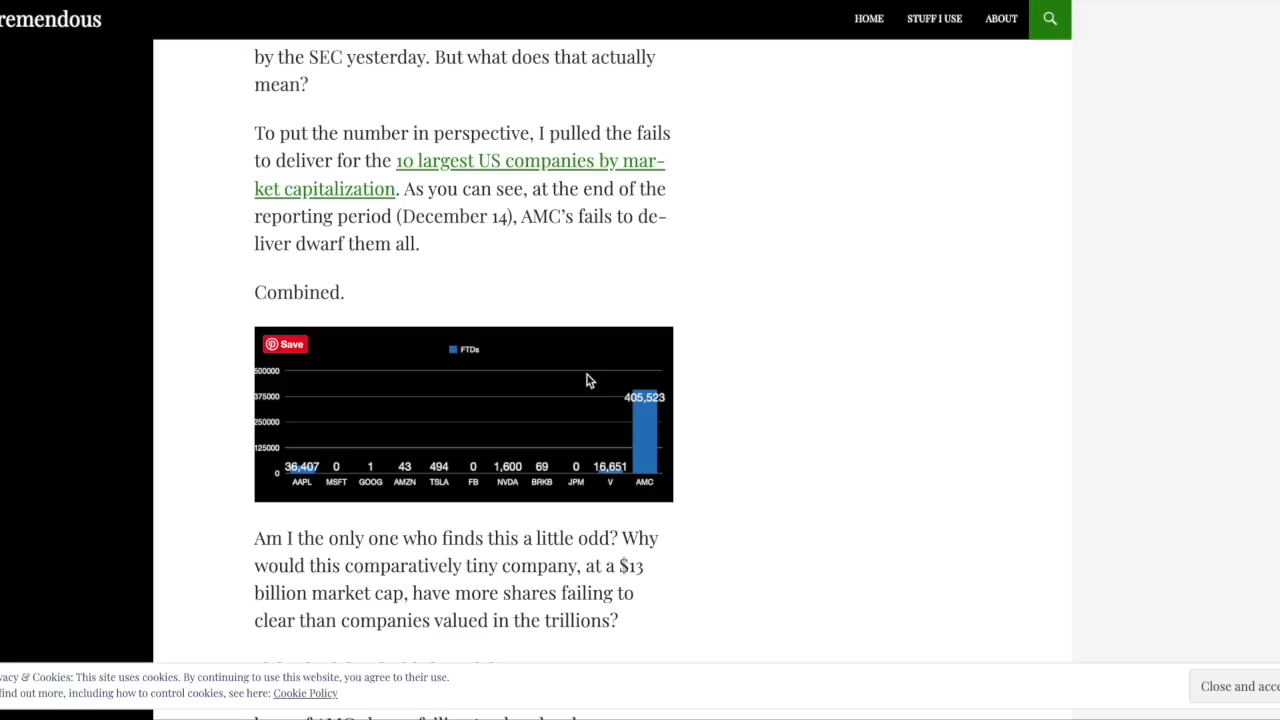 remendous
HOME STUFF I USE ABOUT
by the SEC yesterday. But what does that actually
mean?
To put the number in perspective, I pulled the fails
to deliver for the 10 largest US companies by mar-
ket capitalization. As you can see, at the end of the
reporting period (December 14), AMC’s fails to de-
liver dwarf them all.
Combined.
Save
FTDs
500000
375000
250000
125000
0
36,407 0 1 43 494 0 1,600 69 0 16,651 405,523
AAPL MSFT GOOG AMZN TSLA FB NVDA BRKB JPM V AMC
Am I the only one who finds this a little odd? Why
would this comparatively tiny company, at a $13
billion market cap, have more shares failing to
clear than companies valued in the trillions?
vacy & Cookies: This site uses cookies. By continuing to use this website, you agree to their use.
find out more, including how to control cookies, see here: Cookie Policy
Close and acce